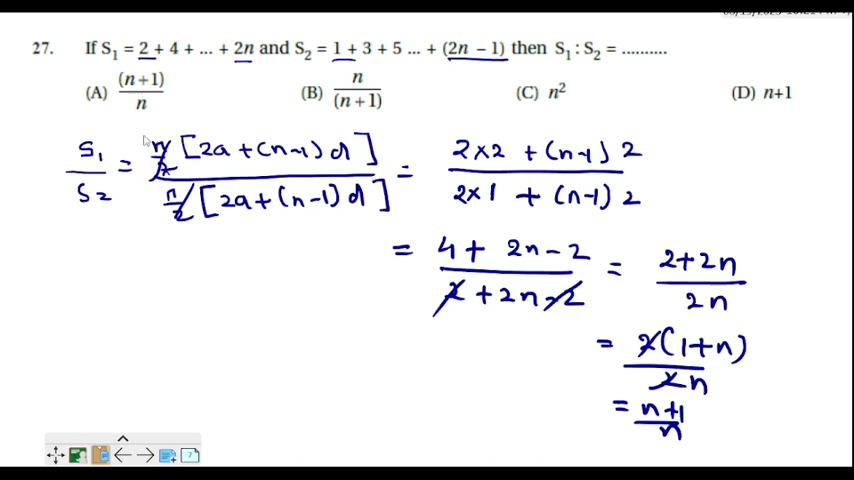 27. If S₁ = 2 + 4 + ... + 2n and S₂ = 1 + 3 + 5 ... + (2n − 1) then S₁ : S₂ = ..........
(A) (n+1)/n (B) n/(n+1) (C) n² (D) n+1
S₁/S₂ = n/2 [2a + (n-1) d] / n/2 [2a + (n-1) d] = 2×2 + (n-1) 2 / 2×1 + (n-1) 2
= 4 + 2n - 2 / 2 + 2n - 2 = 2+2n / 2n
= 2(1+n) / 2n
= n+1 / n
7